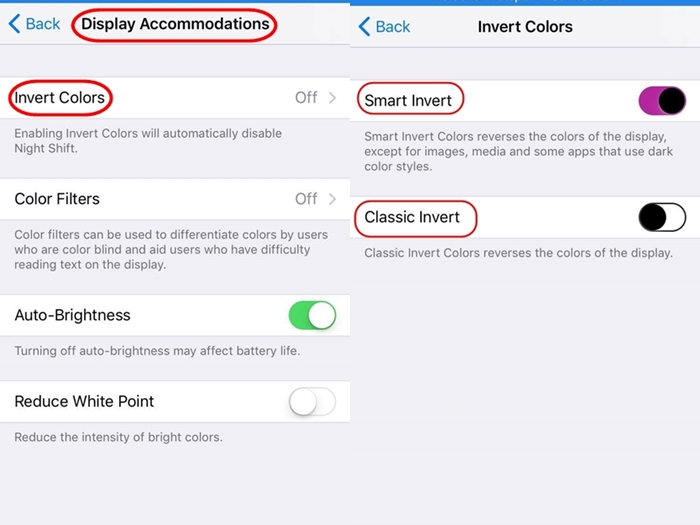 Back
Display Accommodations
Invert Colors
Off
Enabling Invert Colors will automatically disable
Night Shift.
Color Filters
Off
Color filters can be used to differentiate colors by users
who are color blind and aid users who have difficulty
reading text on the display.
Auto-Brightness
Turning off auto-brightness may affect battery life.
Reduce White Point
Reduce the intensity of bright colors.
Back
Invert Colors
Smart Invert
Smart Invert Colors reverses the colors of the display,
except for images, media and some apps that use dark
color styles.
Classic Invert
Classic Invert Colors reverses the colors of the display.